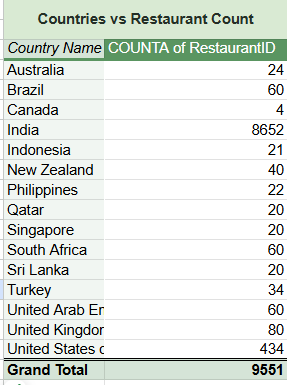 Countries vs Restaurant Count
Country Name COUNTA of RestaurantID
Australia 24
Brazil 60
Canada 4
India 8652
Indonesia 21
New Zealand 40
Philippines 22
Qatar 20
Singapore 20
South Africa 60
Sri Lanka 20
Turkey 34
United Arab Er 60
United Kingdor 80
United States o 434
Grand Total 9551